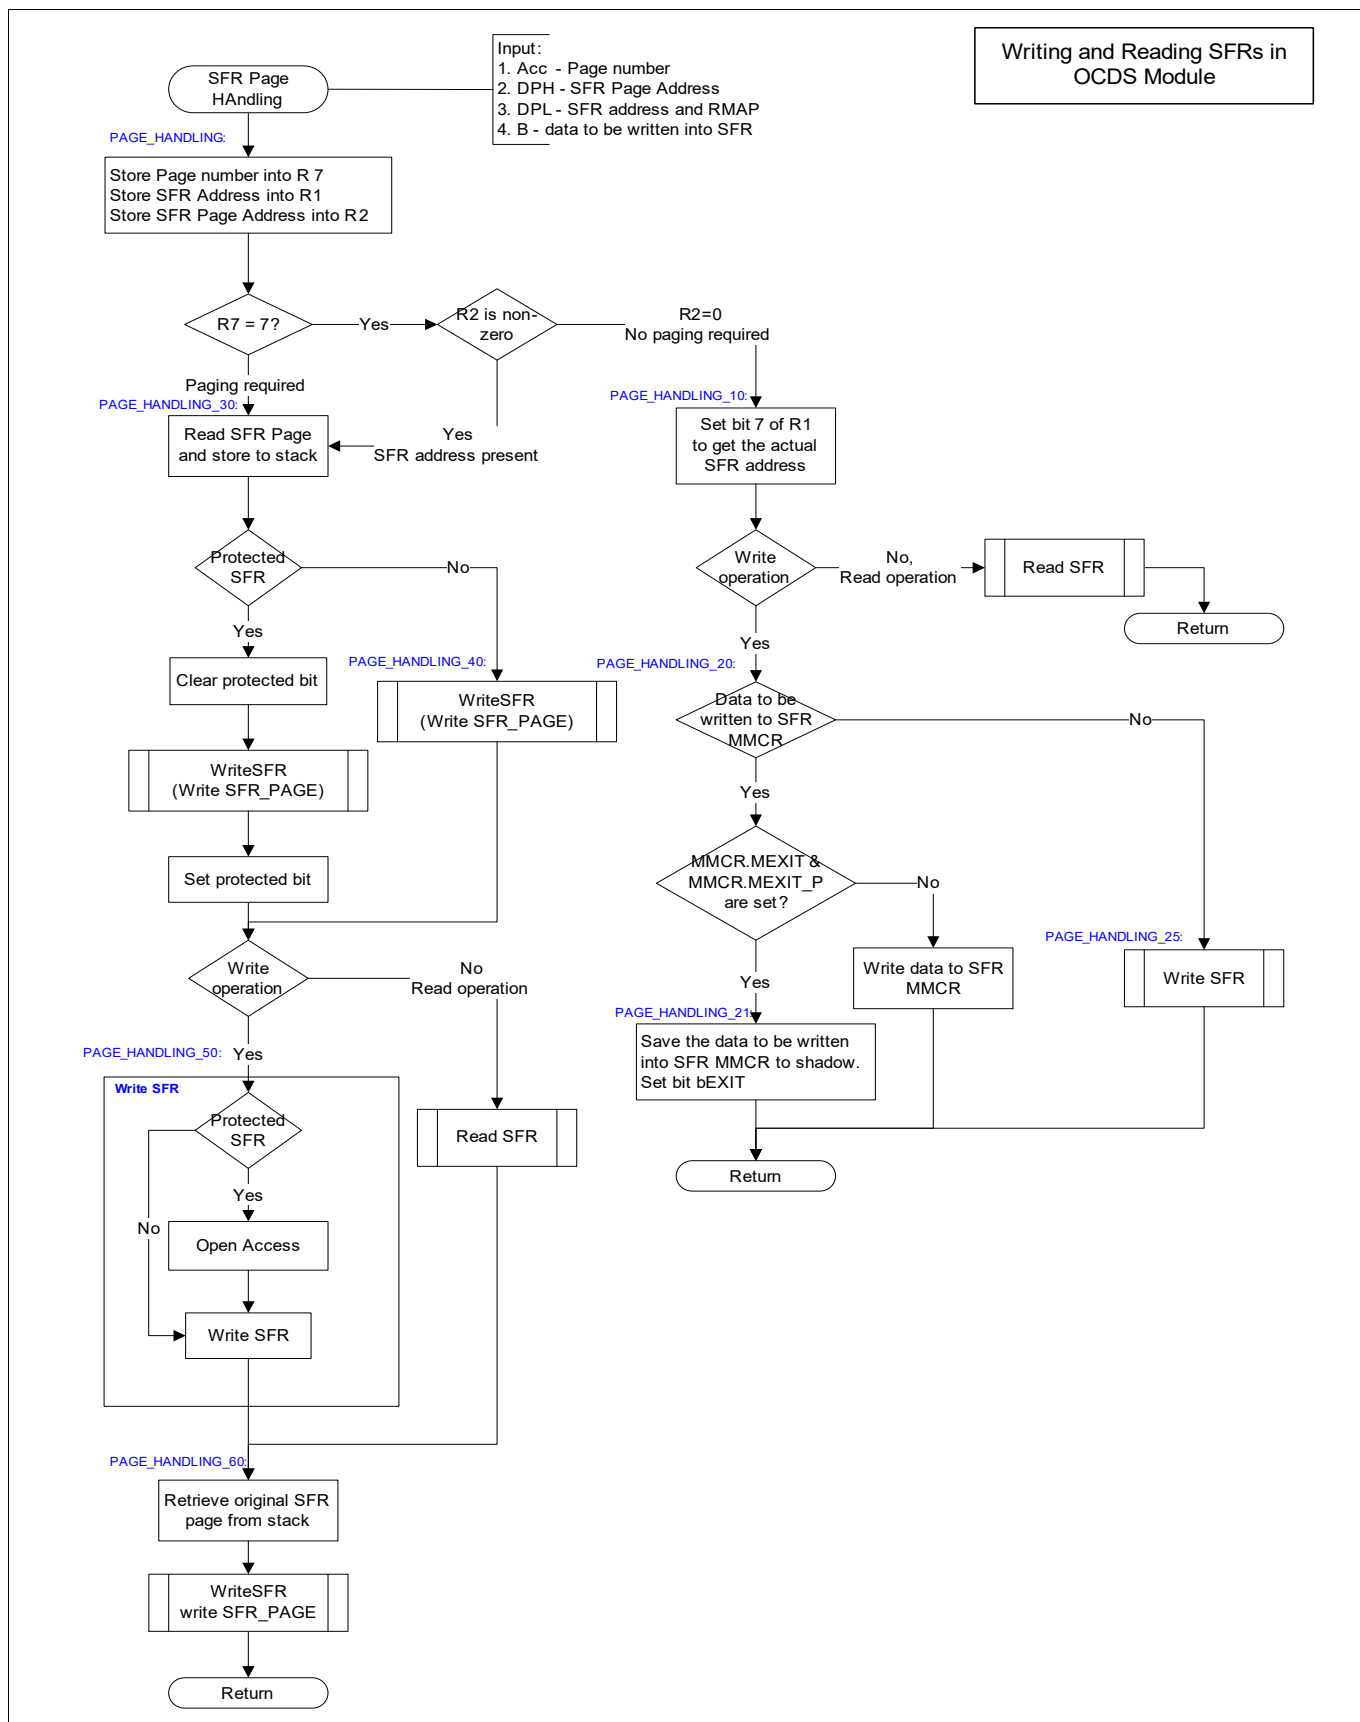 Writing and Reading SFRs in
OCDS Module
SFR Page
HAndling
Input:
1. Acc - Page number
2. DPH - SFR Page Address
3. DPL - SFR address and RMAP
4. B - data to be written into SFR
PAGE_HANDLING:
Store Page number into R 7
Store SFR Address into R1
Store SFR Page Address into R2
R7 = 7?
Yes
R2 is non-
zero
R2=0
No paging required
Paging required
PAGE_HANDLING_30:
Read SFR Page
and store to stack
Yes
SFR address present
PAGE_HANDLING_10:
Set bit 7 of R1
to get the actual
SFR address
Protected
SFR
No
Write
operation
No,
Read operation
Read SFR
Return
Yes
Clear protected bit
PAGE_HANDLING_40:
WriteSFR
(Write SFR_PAGE)
Yes
PAGE_HANDLING_20:
Data to be
written to SFR
MMCR
No
WriteSFR
(Write SFR_PAGE)
Yes
Set protected bit
MMCR.MEXIT &
MMCR.MEXIT_P
are set?
No
Write
operation
No
Read operation
Yes
Write data to SFR
MMCR
PAGE_HANDLING_25:
Write SFR
PAGE_HANDLING_21:
Save the data to be written
into SFR MMCR to shadow.
Set bit bEXIT
PAGE_HANDLING_50:
Yes
Write SFR
Protected
SFR
Read SFR
Return
Yes
No
Open Access
Write SFR
PAGE_HANDLING_60:
Retrieve original SFR
page from stack
WriteSFR
write SFR_PAGE
Return